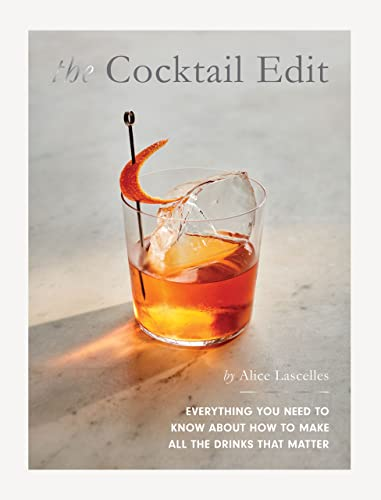 the Cocktail Edit
by Alice Lascelles
EVERYTHING YOU NEED TO
KNOW ABOUT HOW TO MAKE
ALL THE DRINKS THAT MATTER